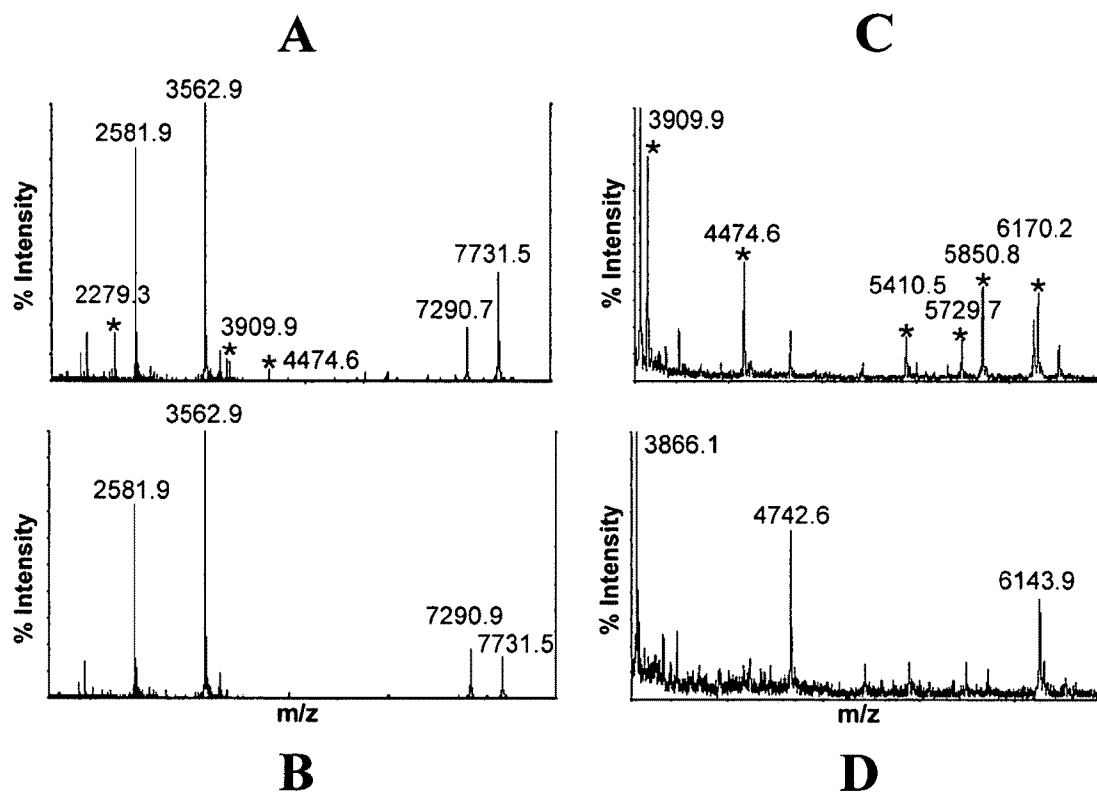 A
3562.9
2581.9
2279.3
*
*
3909.9
*
4474.6
7290.7
7731.5
% Intensity
C
3909.9
*
4474.6
*
5410.5
*
5729.7
*
5850.8
*
6170.2
*
% Intensity
3562.9
2581.9
7290.9
7731.5
% Intensity
m/z
B
3866.1
4742.6
6143.9
% Intensity
m/z
D